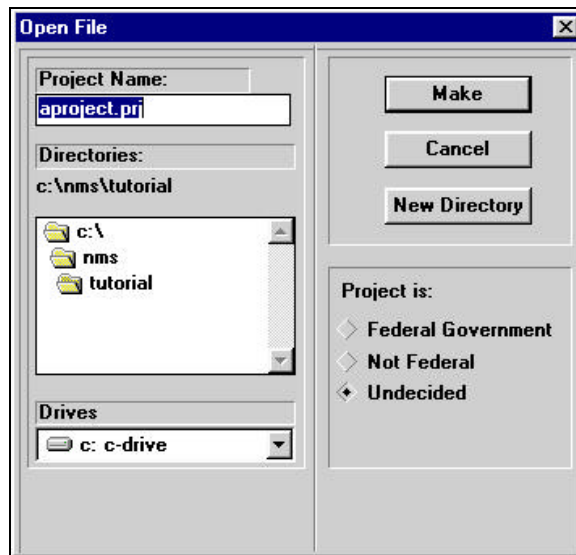 Open File
Project Name:
aproject.prj
Directories:
c:\nms\tutorial
c:\
nms
tutorial
Drives
c: c-drive
Make
Cancel
New Directory
Project is:
Federal Government
Not Federal
Undecided